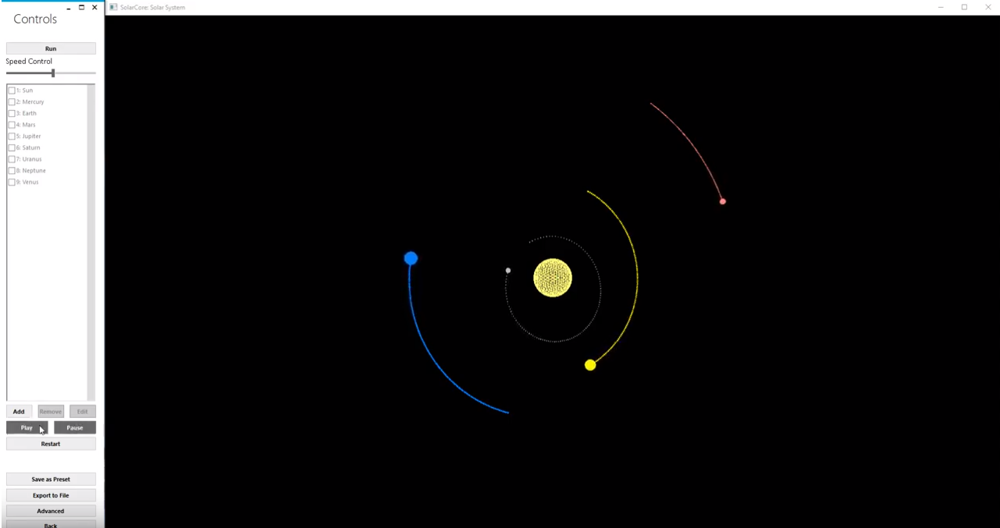 Controls
SolarCore: Solar System
Run
Speed Control
1: Sun
2: Mercury
3: Earth
4: Mars
5: Jupiter
6: Saturn
7: Uranus
8: Neptune
9: Venus
Add Remove Edit
Play Pause
Restart
Save as Preset
Export to File
Advanced
Back